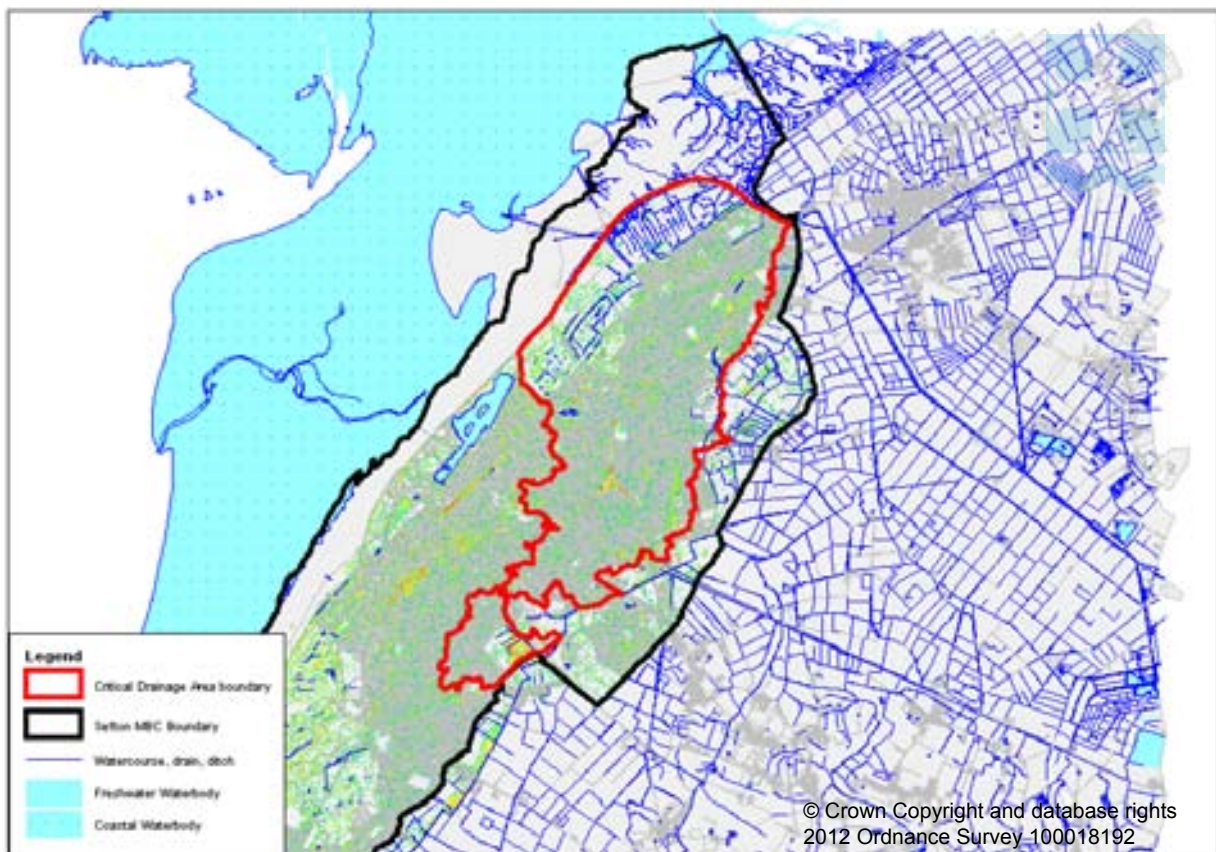 Legend
Critical Drainage Area boundary
Sefton MBC Boundary
Watercourse, drain, ditch
Freshwater Waterbody
Coastal Waterbody
© Crown Copyright and database rights
2012 Ordnance Survey 100018192